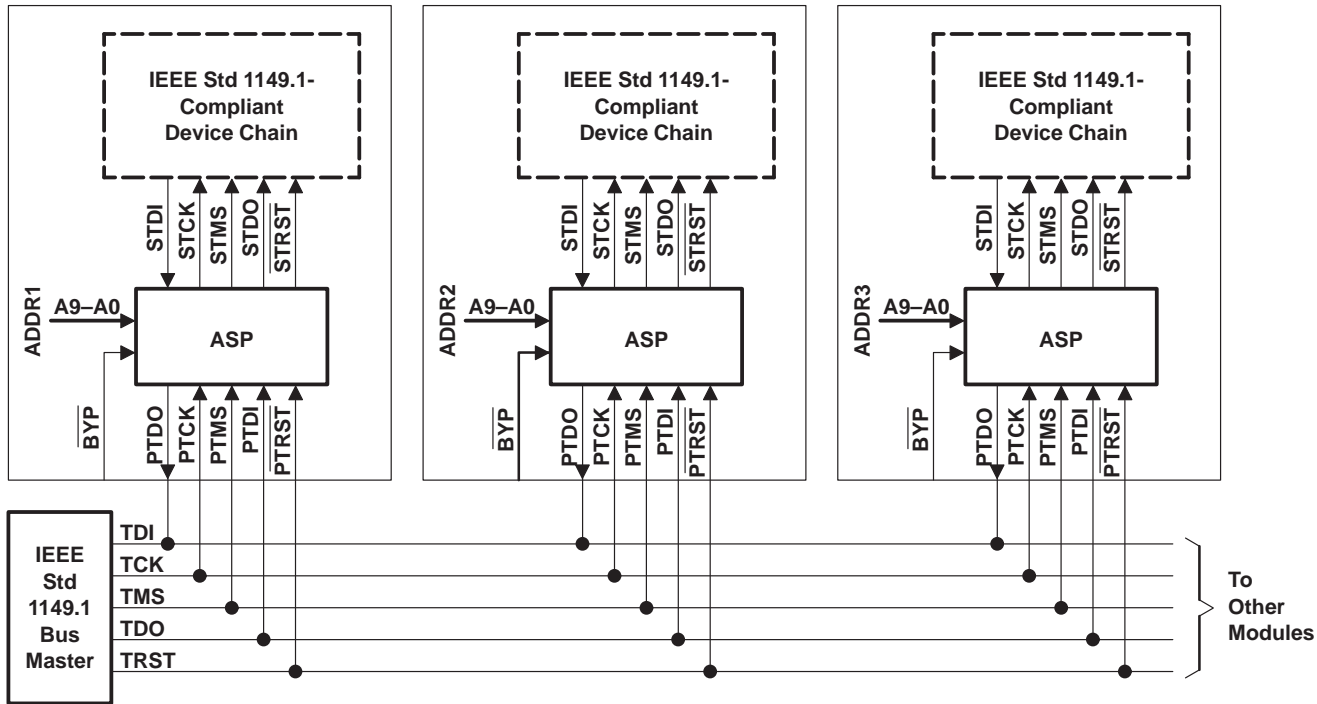 IEEE Std 1149.1-
Compliant
Device Chain
STDI
STCK
STMS
STDO
STRST
ADDR1
A9–A0
ASP
BYP
PTDO
PTCK
PTMS
PTDI
PTRST
IEEE Std 1149.1-
Compliant
Device Chain
STDI
STCK
STMS
STDO
STRST
ADDR2
A9–A0
ASP
BYP
PTDO
PTCK
PTMS
PTDI
PTRST
IEEE Std 1149.1-
Compliant
Device Chain
STDI
STCK
STMS
STDO
STRST
ADDR3
A9–A0
ASP
BYP
PTDO
PTCK
PTMS
PTDI
PTRST
IEEE
Std
1149.1
Bus
Master
TDI
TCK
TMS
TDO
TRST
To
Other
Modules